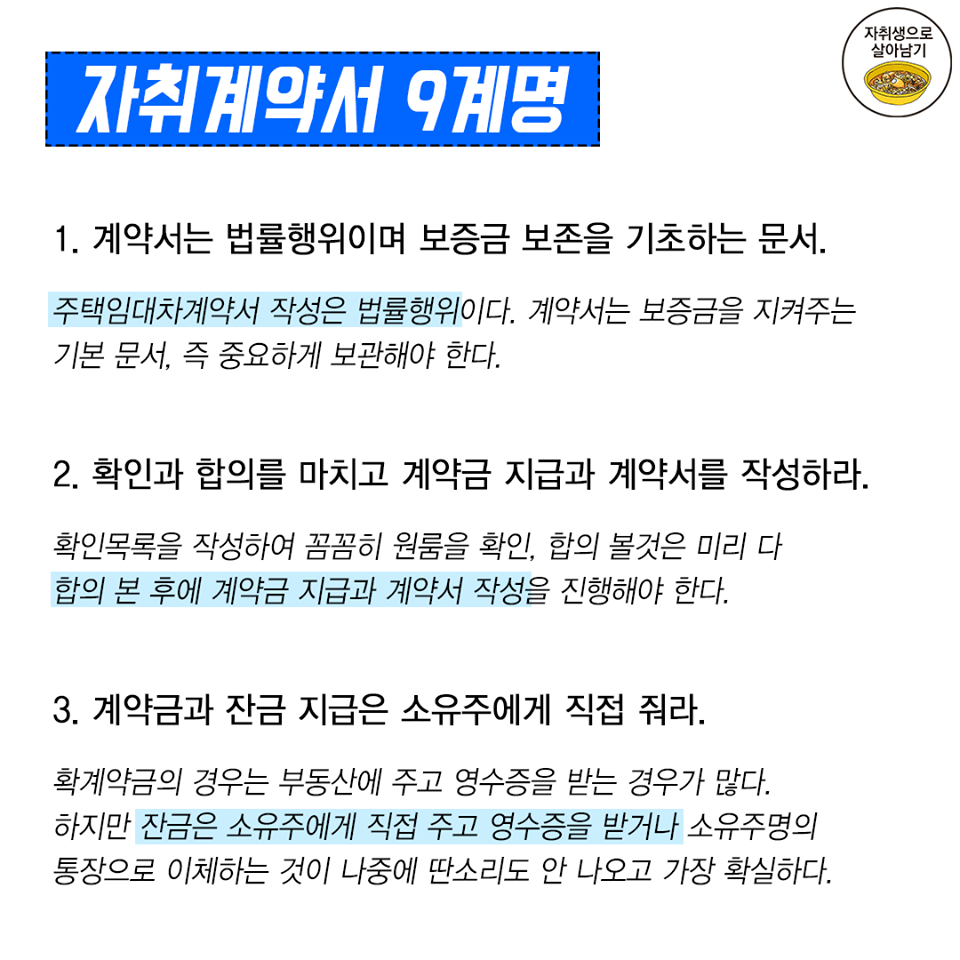 자취생으로
살아남기
자취계약서 9계명
1. 계약서는 법률행위이며 보증금 보존을 기초하는 문서.
주택임대차계약서 작성은 법률행위이다. 계약서는 보증금을 지켜주는
기본 문서, 즉 중요하게 보관해야 한다.
2. 확인과 합의를 마치고 계약금 지급과 계약서를 작성하라.
확인목록을 작성하여 꼼꼼히 원룸을 확인, 합의 볼것은 미리 다
합의 본 후에 계약금 지급과 계약서 작성을 진행해야 한다.
3. 계약금과 잔금 지급은 소유주에게 직접 줘라.
확계약금의 경우는 부동산에 주고 영수증을 받는 경우가 많다.
하지만 잔금은 소유주에게 직접 주고 영수증을 받거나 소유주명의
통장으로 이체하는 것이 나중에 딴소리도 안 나오고 가장 확실하다.